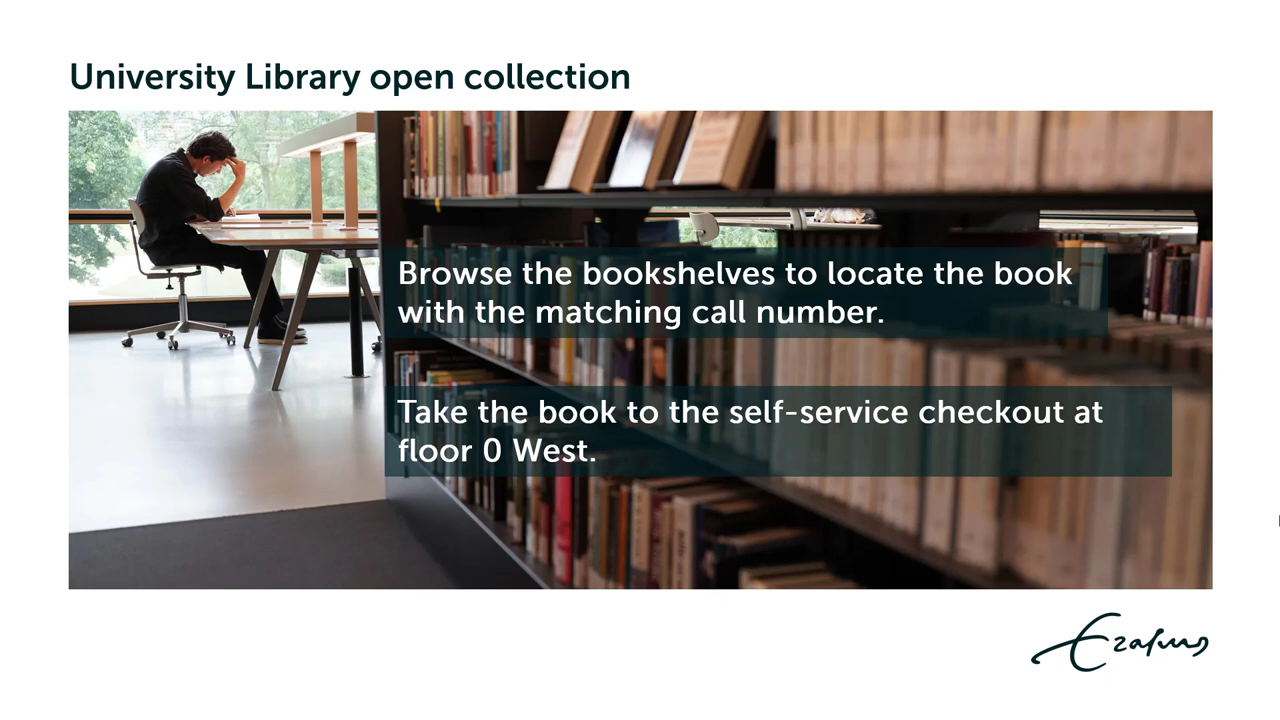 University Library open collection
Browse the bookshelves to locate the book
with the matching call number.
Take the book to the self-service checkout at
floor 0 West.
Erasmus